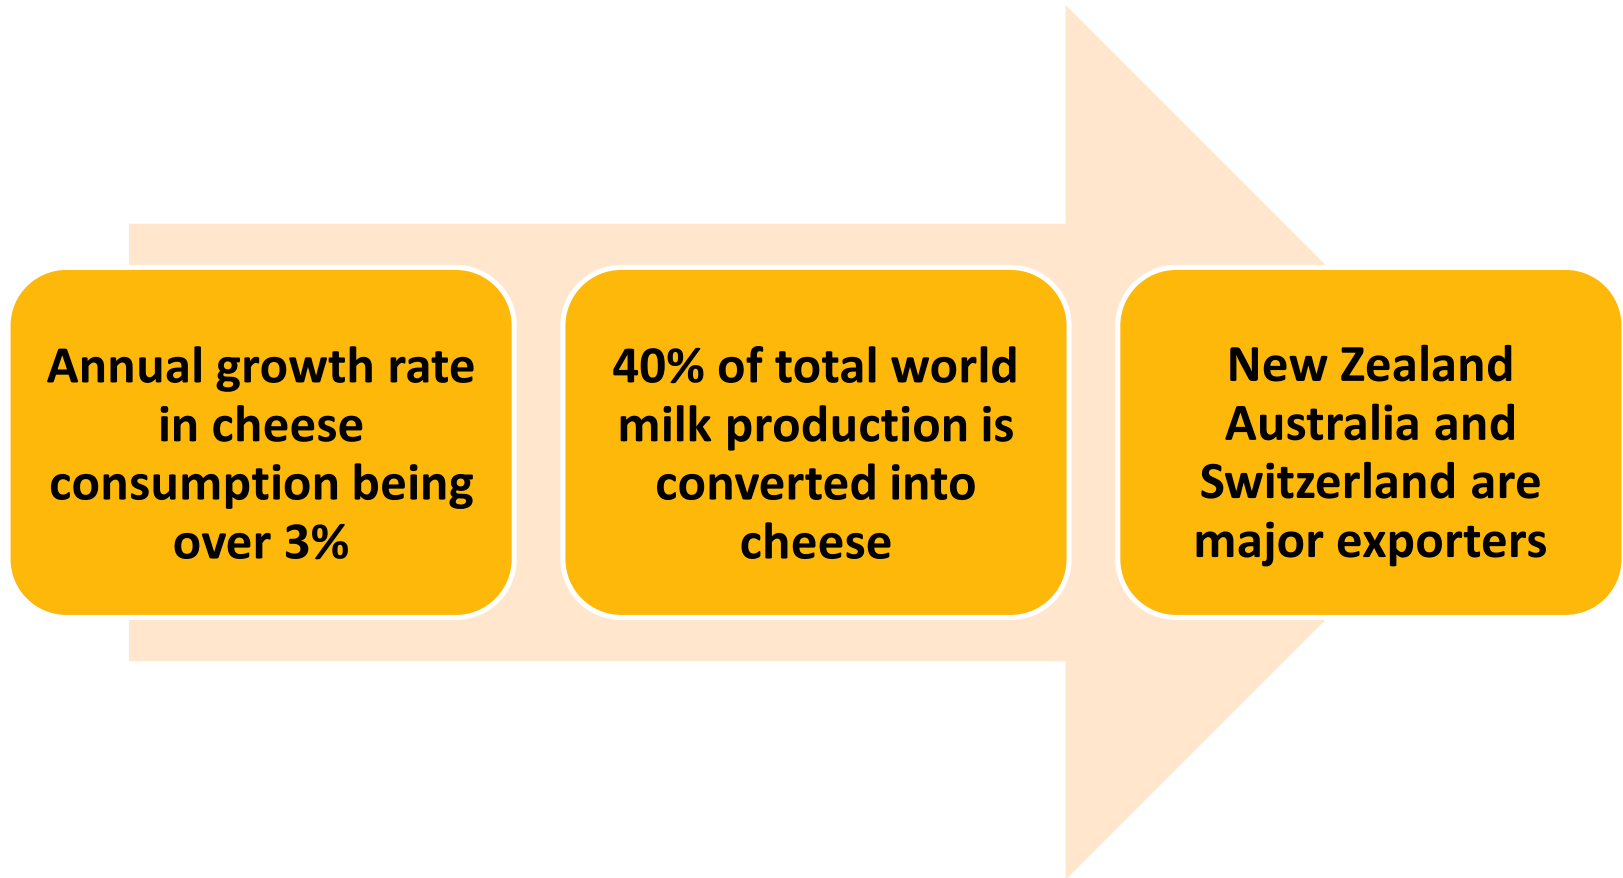 Annual growth rate
in cheese
consumption being
over 3%
40% of total world
milk production is
converted into
cheese
New Zealand
Australia and
Switzerland are
major exporters